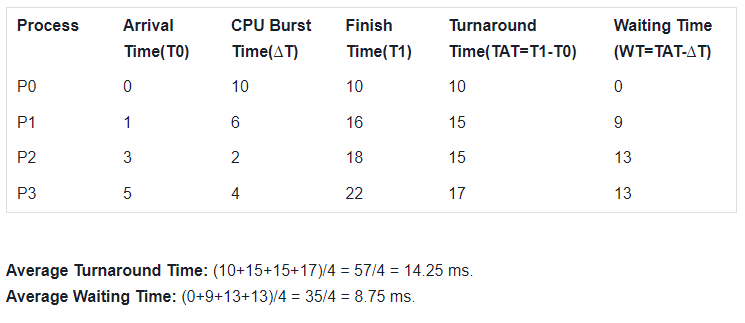 Process Arrival CPU Burst Finish Turnaround Waiting Time
Time(T0) Time(∆T) Time(T1) Time(TAT=T1-T0) (WT=TAT-∆T)
P0 0 10 10 10 0
P1 1 6 16 15 9
P2 3 2 18 15 13
P3 5 4 22 17 13
Average Turnaround Time: (10+15+15+17)/4 = 57/4 = 14.25 ms.
Average Waiting Time: (0+9+13+13)/4 = 35/4 = 8.75 ms.